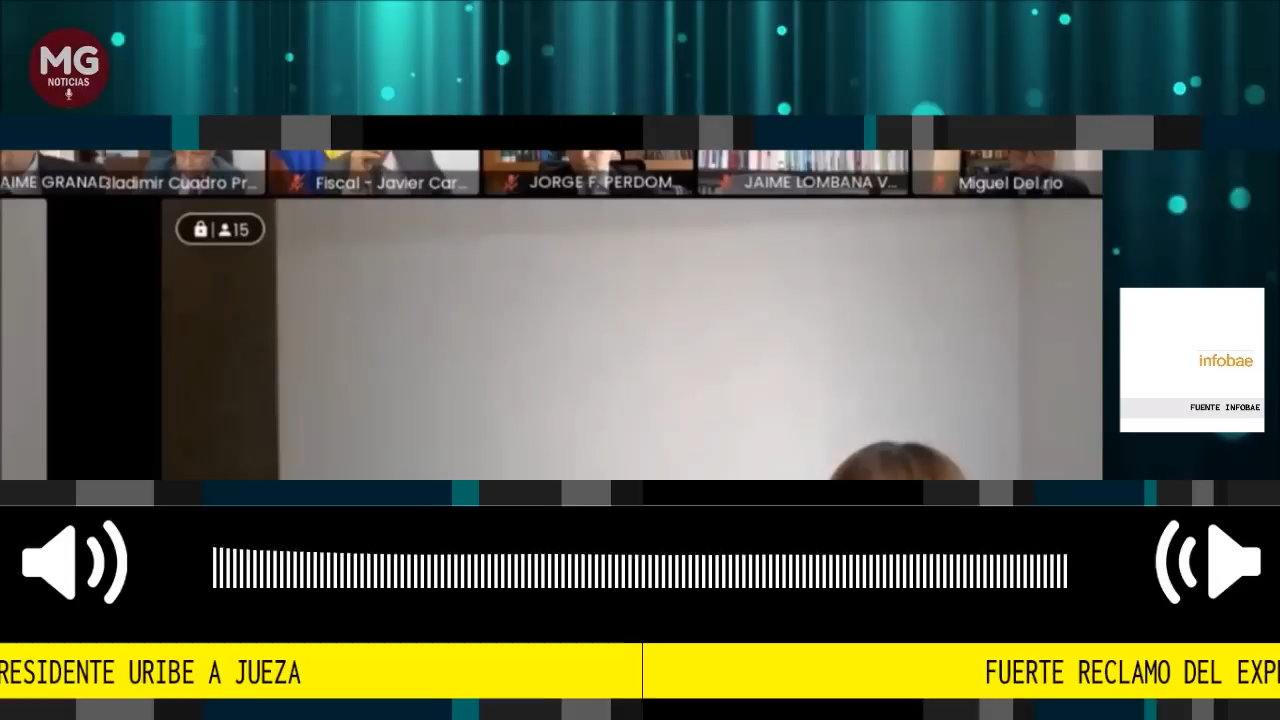 MG
NOTICIAS
AIME GRANAD
Bladimir Cuadro Pr...
Fiscal - Javier Car...
JORGE F. PERDOM...
JAIME LOMBANA V...
Miguel Del rio
15
infobae
FUENTE INFOBAE
RESIDENTE URIBE A JUEZA
FUERTE RECLAMO DEL EXP